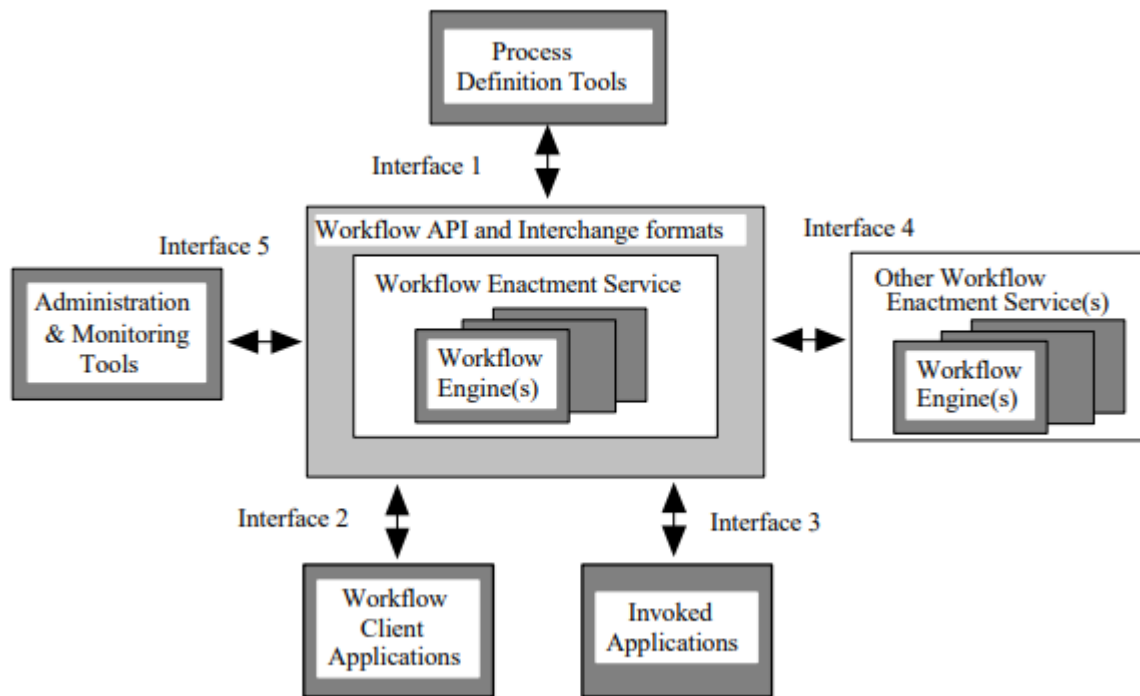 Process
Definition Tools
Interface 1
Workflow API and Interchange formats
Interface 5
Interface 4
Administration
& Monitoring
Tools
Workflow Enactment Service
Workflow
Engine(s)
Other Workflow
Enactment Service(s)
Workflow
Engine(s)
Interface 2
Interface 3
Workflow
Client
Applications
Invoked
Applications